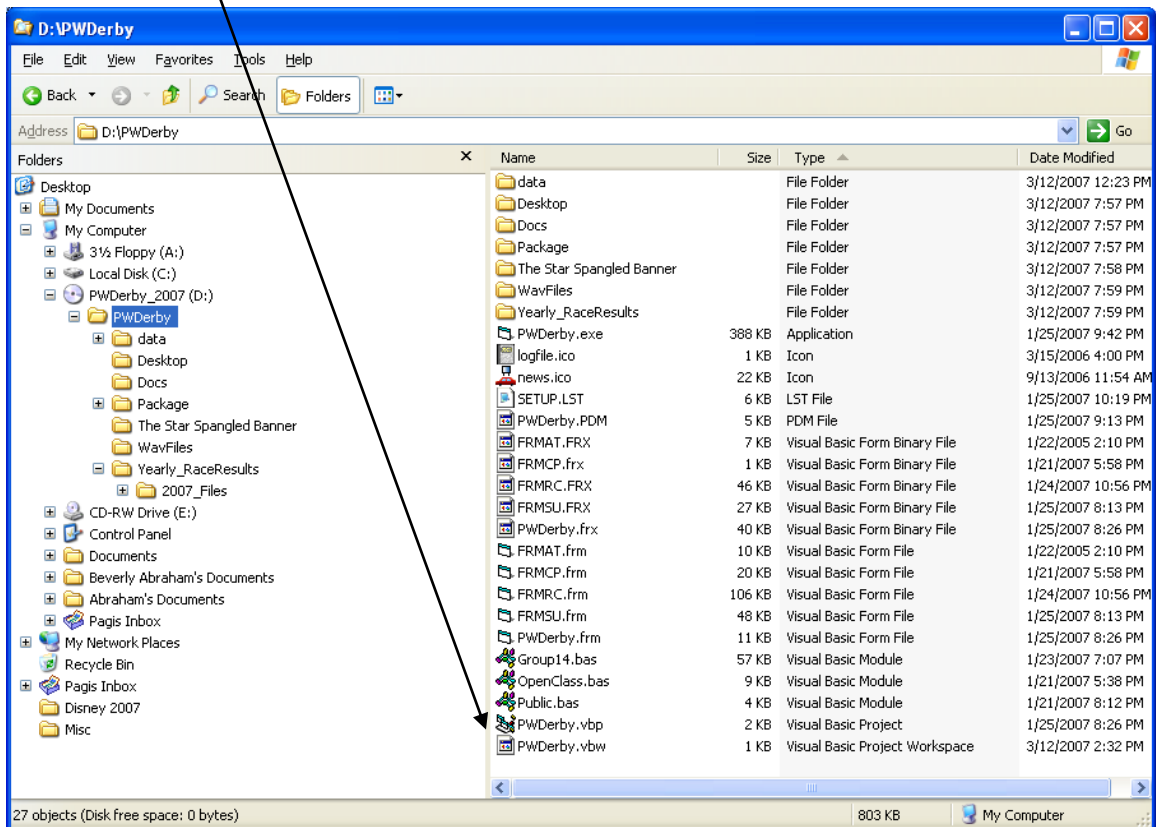 D:\PWDerby
File Edit View Favorites Tools Help
Back Search Folders
Address D:\PWDerby Go
Folders
Desktop
My Documents
My Computer
3½ Floppy (A:)
Local Disk (C:)
PWDerby_2007 (D:)
PWDerby
data
Desktop
Docs
Package
The Star Spangled Banner
WavFiles
Yearly_RaceResults
2007_Files
CD-RW Drive (E:)
Control Panel
Documents
Beverly Abraham's Documents
Abraham's Documents
Pagis Inbox
My Network Places
Recycle Bin
Pagis Inbox
Disney 2007
Misc
Name Size Type Date Modified
data File Folder 3/12/2007 12:23 PM
Desktop File Folder 3/12/2007 7:57 PM
Docs File Folder 3/12/2007 7:57 PM
Package File Folder 3/12/2007 7:57 PM
The Star Spangled Banner File Folder 3/12/2007 7:58 PM
WavFiles File Folder 3/12/2007 7:59 PM
Yearly_RaceResults File Folder 3/12/2007 7:59 PM
PWDerby.exe 388 KB Application 1/25/2007 9:42 PM
logfile.ico 1 KB Icon 3/15/2006 4:00 PM
news.ico 22 KB Icon 9/13/2006 11:54 AM
SETUP.LST 6 KB LST File 1/25/2007 10:19 PM
PWDerby.PDM 5 KB PDM File 1/25/2007 9:13 PM
FRMAT.FRX 7 KB Visual Basic Form Binary File 1/22/2005 2:10 PM
FRMCP.frx 1 KB Visual Basic Form Binary File 1/21/2007 5:58 PM
FRMRC.FRX 46 KB Visual Basic Form Binary File 1/24/2007 10:56 PM
FRMSU.FRX 27 KB Visual Basic Form Binary File 1/25/2007 8:13 PM
PWDerby.frx 40 KB Visual Basic Form Binary File 1/25/2007 8:26 PM
FRMAT.frm 10 KB Visual Basic Form File 1/22/2005 2:10 PM
FRMCP.frm 20 KB Visual Basic Form File 1/21/2007 5:58 PM
FRMRC.frm 106 KB Visual Basic Form File 1/24/2007 10:56 PM
FRMSU.frm 48 KB Visual Basic Form File 1/25/2007 8:13 PM
PWDerby.frm 11 KB Visual Basic Form File 1/25/2007 8:26 PM
Group14.bas 57 KB Visual Basic Module 1/23/2007 7:07 PM
OpenClass.bas 9 KB Visual Basic Module 1/21/2007 5:38 PM
Public.bas 4 KB Visual Basic Module 1/21/2007 8:12 PM
PWDerby.vbp 2 KB Visual Basic Project 1/25/2007 8:26 PM
PWDerby.vbw 1 KB Visual Basic Project Workspace 3/12/2007 2:32 PM
27 objects (Disk free space: 0 bytes) 803 KB My Computer